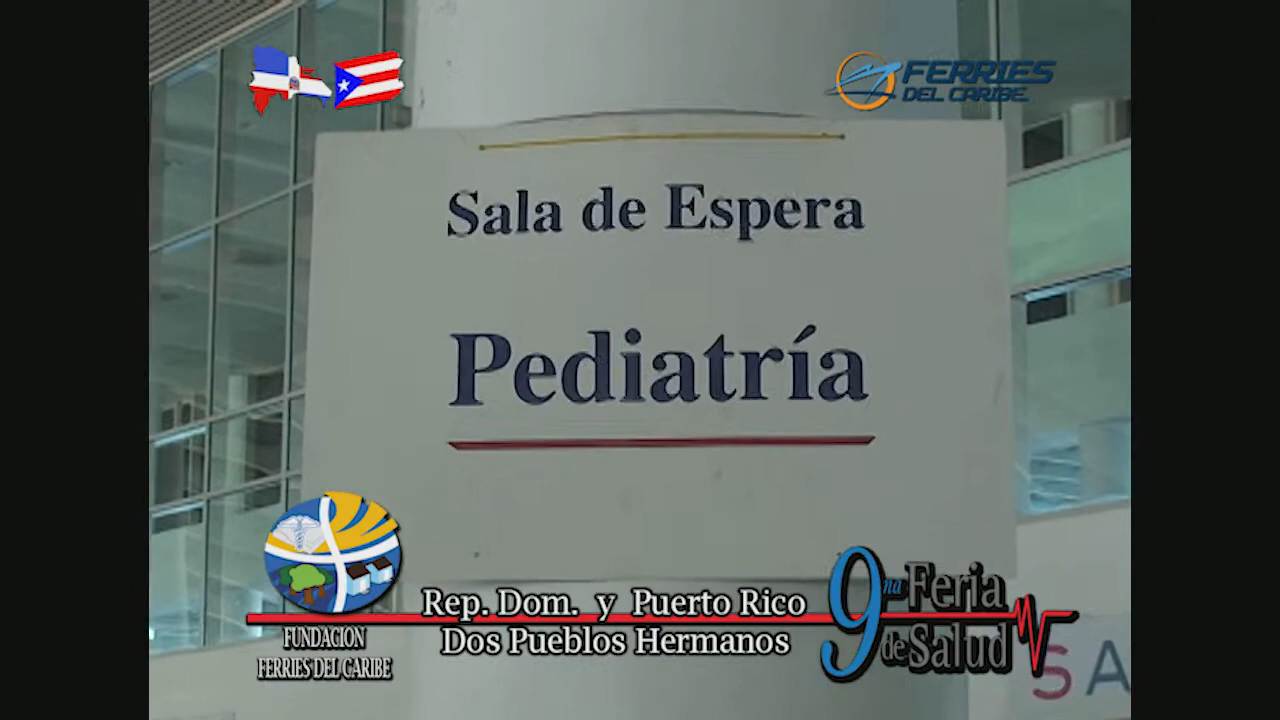 FERRIES
DEL CARIBE
Sala de Espera
Pediatría
FUNDACION
FERRIES DEL CARIBE
Rep. Dom. y Puerto Rico
Dos Pueblos Hermanos
9na Feria
de Salud
SA